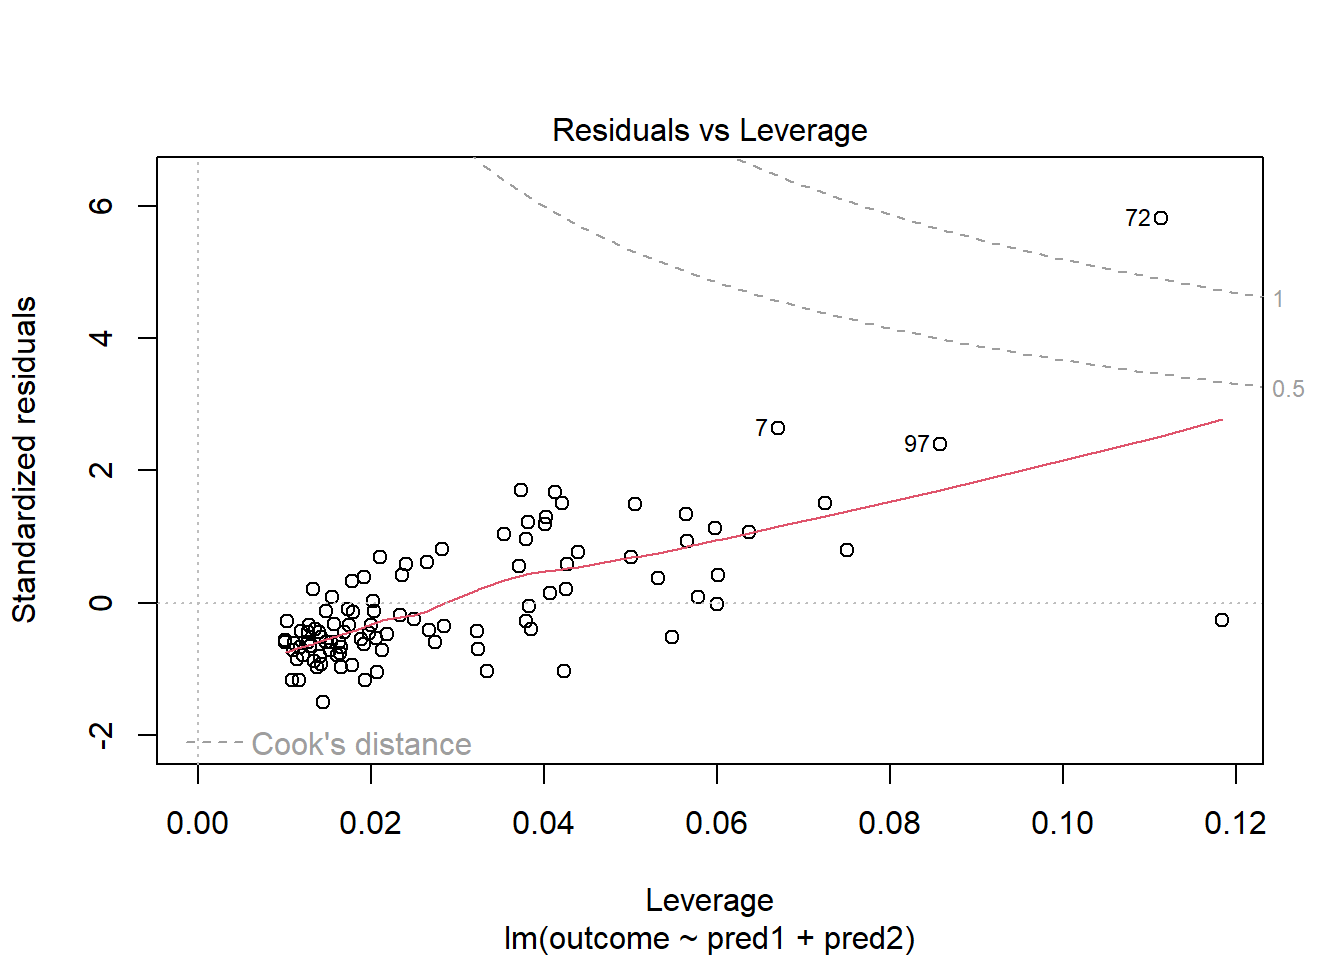 Residuals vs Leverage
Standardized residuals
6
4
2
0
-2
72
7
97
1
0.5
Cook's distance
0.00 0.02 0.04 0.06 0.08 0.10 0.12
Leverage
lm(outcome ~ pred1 + pred2)